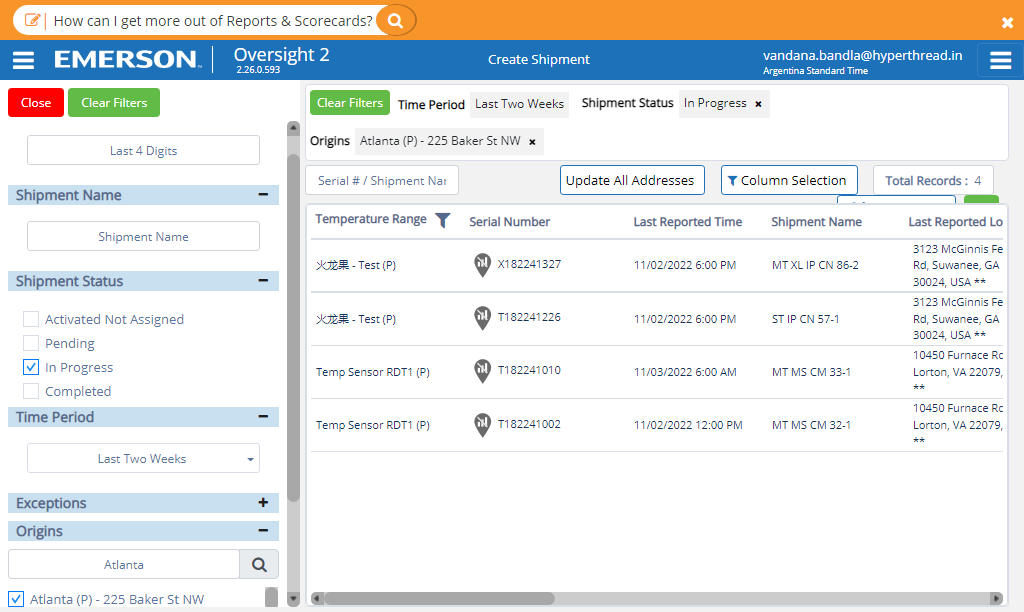 How can I get more out of Reports & Scorecards?
EMERSON
Oversight 2
2.26.0.593
Create Shipment
vandana.bandla@hyperthread.in
Argentina Standard Time
Close
Clear Filters
Last 4 Digits
Shipment Name
Shipment Name
Shipment Status
Activated Not Assigned
Pending
In Progress
Completed
Time Period
Last Two Weeks
Exceptions
Origins
Atlanta
Atlanta (P) - 225 Baker St NW
Clear Filters Time Period Last Two Weeks Shipment Status In Progress
Origins Atlanta (P) - 225 Baker St NW
Serial # / Shipment Nar Update All Addresses Column Selection Total Records : 4
Temperature Range Serial Number Last Reported Time Shipment Name Last Reported Lo
火龙果 - Test (P) X182241327 11/02/2022 6:00 PM MT XL IP CN 86-2
3123 McGinnis Fe
Rd, Suwanee, GA
30024, USA **
火龙果 - Test (P) T182241226 11/02/2022 6:00 PM ST IP CN 57-1
3123 McGinnis Fe
Rd, Suwanee, GA
30024, USA **
Temp Sensor RDT1 (P) T182241010 11/03/2022 6:00 AM MT MS CM 33-1
10450 Furnace Rd
Lorton, VA 22079,
**
Temp Sensor RDT1 (P) T182241002 11/02/2022 12:00 PM MT MS CM 32-1
10450 Furnace Rd
Lorton, VA 22079,
**